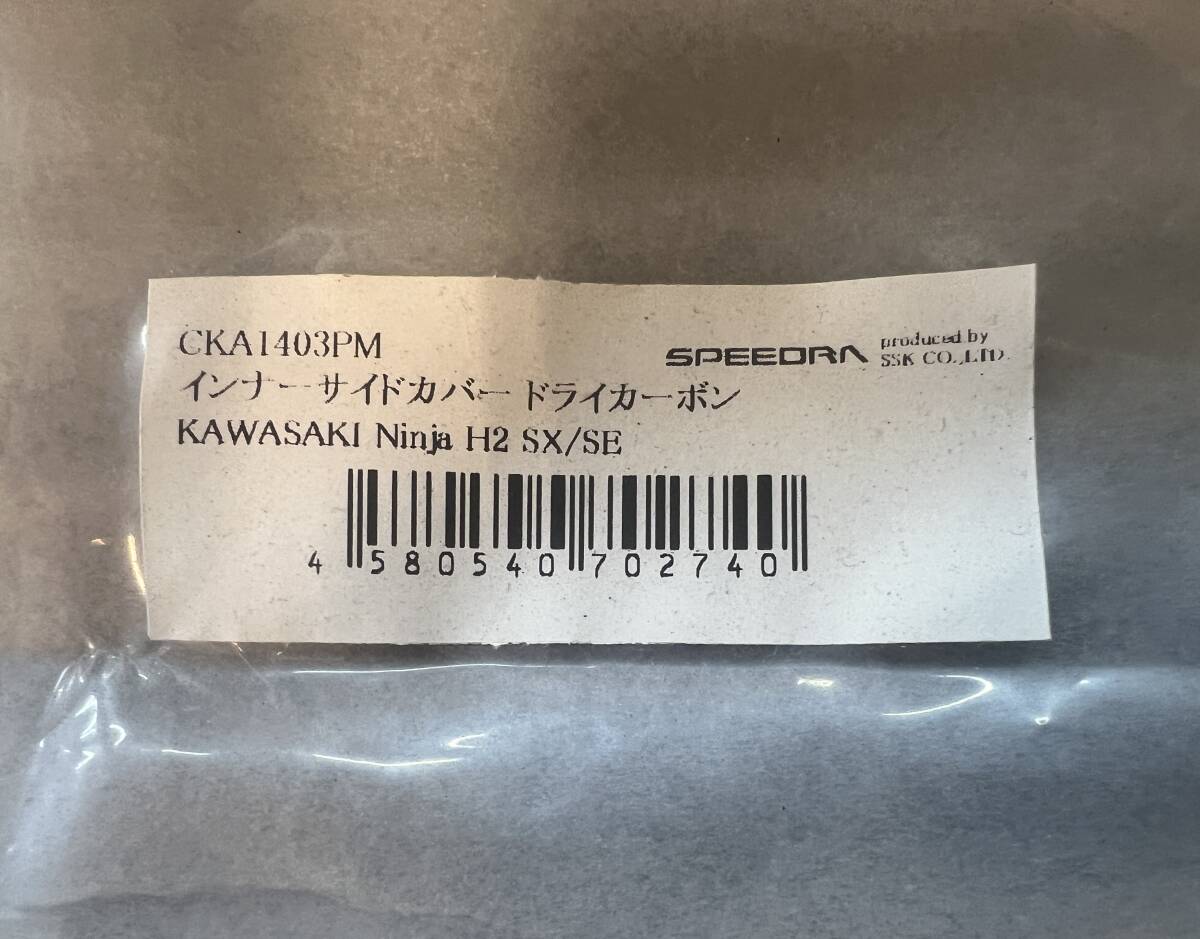 CKA1403PM
SPEEDRA produced by
SSK CO.,LTD.
インナーサイドカバー ドライカーボン
KAWASAKI Ninja H2 SX/SE
4 580540 702740